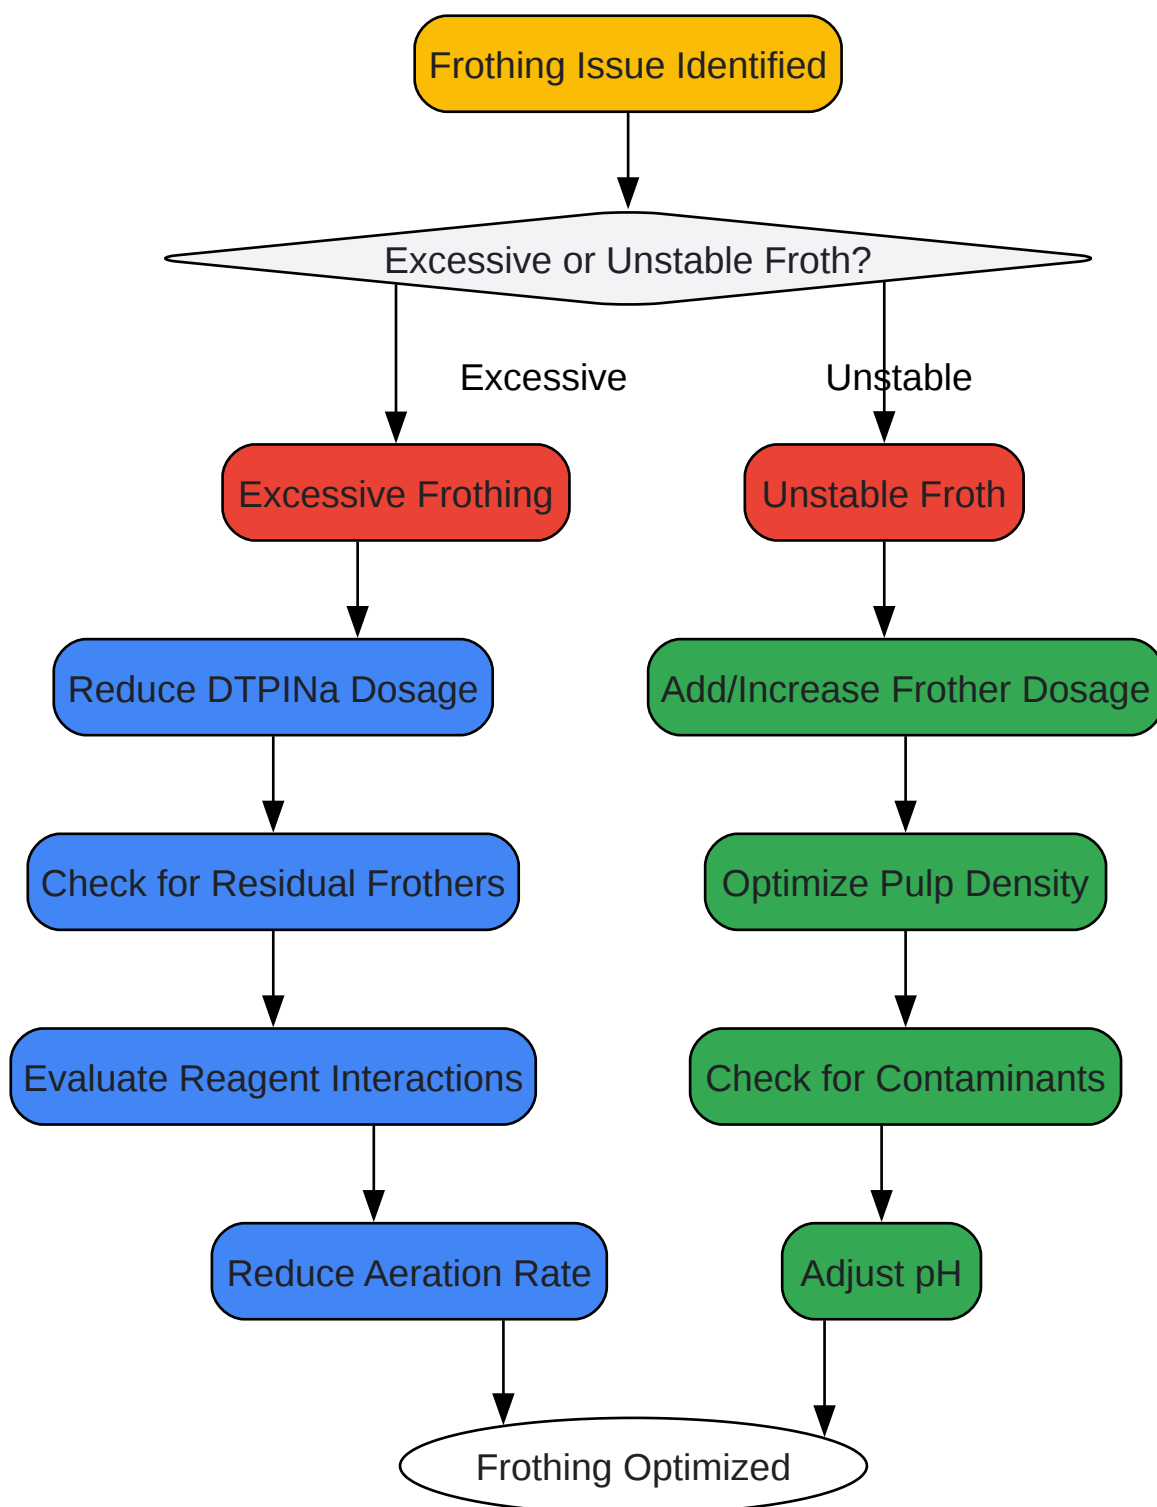 Frothing Issue Identified
Excessive or Unstable Froth?
Excessive
Unstable
Excessive Frothing
Unstable Froth
Reduce DTPINa Dosage
Add/Increase Frother Dosage
Check for Residual Frothers
Optimize Pulp Density
Evaluate Reagent Interactions
Check for Contaminants
Reduce Aeration Rate
Adjust pH
Frothing Optimized